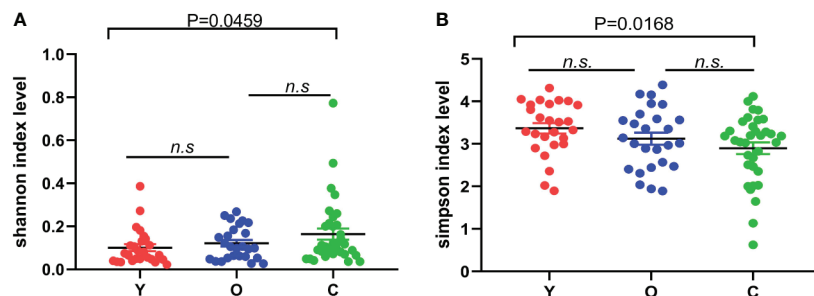 A
P=0.0459
shannon index level
1.0
0.8
0.6
0.4
0.2
0.0
n.s
n.s
Y O C
B
P=0.0168
simpson index level
5
4
3
2
1
0
n.s.
n.s.
Y O C